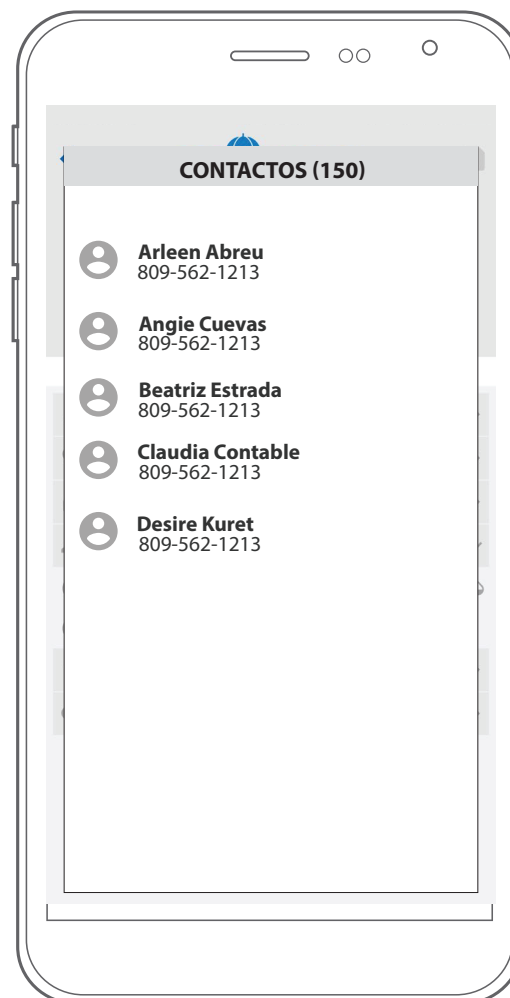 CONTACTOS (150)
Arleen Abreu
809-562-1213
Angie Cuevas
809-562-1213
Beatriz Estrada
809-562-1213
Claudia Contable
809-562-1213
Desire Kuret
809-562-1213